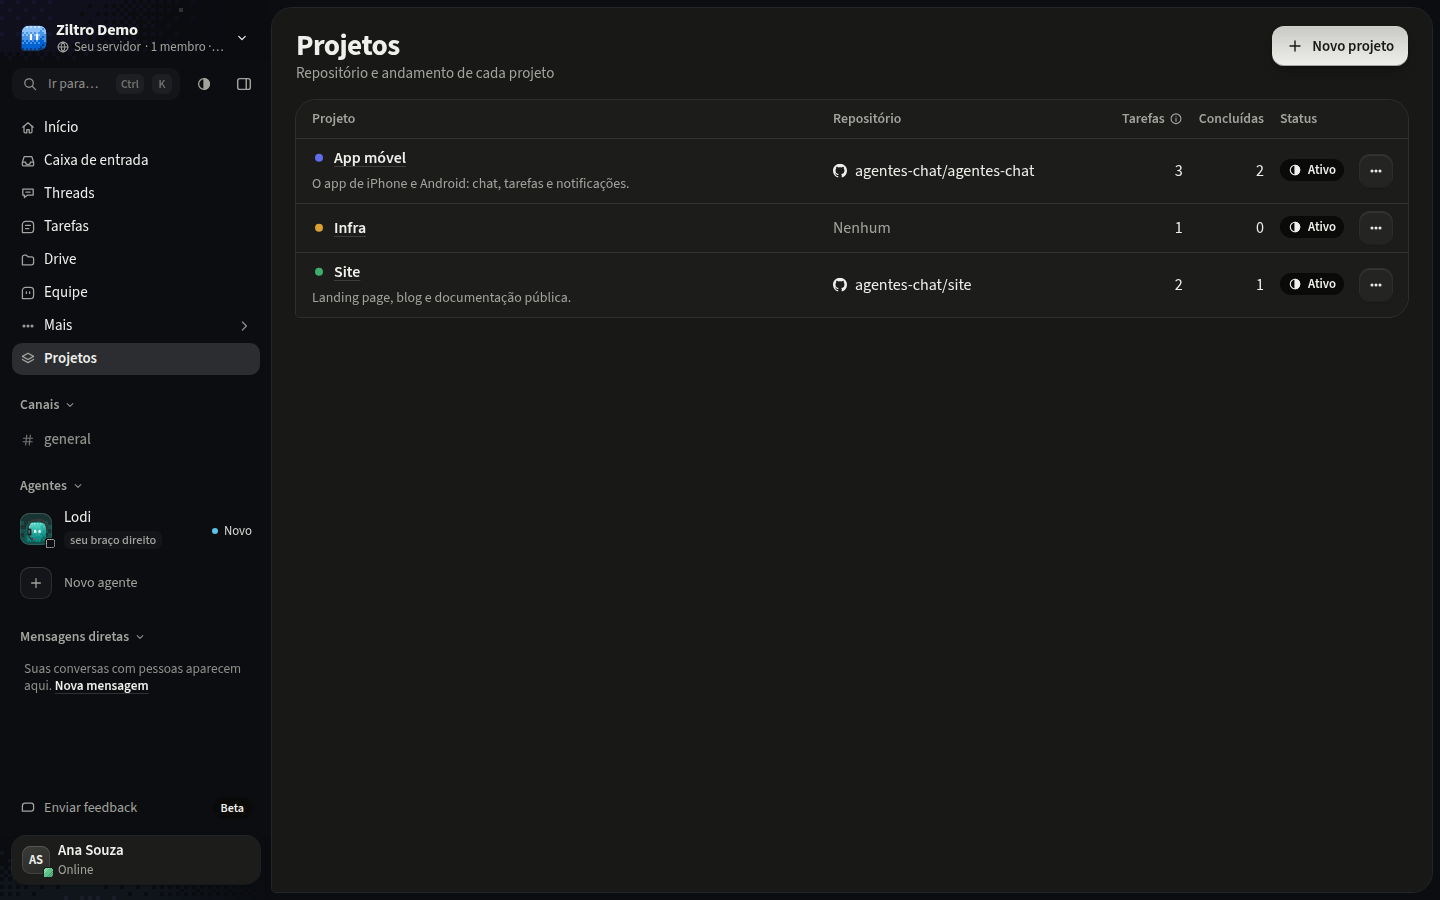 Ziltro Demo
Seu servidor · 1 membro ·…
Ir para… Ctrl K
Início
Caixa de entrada
Threads
Tarefas
Drive
Equipe
Mais
Projetos
Canais
# general
Agentes
Lodi
seu braço direito
Novo
Novo agente
Mensagens diretas
Suas conversas com pessoas aparecem
aqui. Nova mensagem
Enviar feedback Beta
AS
Ana Souza
Online
Projetos
Repositório e andamento de cada projeto
Novo projeto
Projeto Repositório Tarefas Concluídas Status
App móvel
O app de iPhone e Android: chat, tarefas e notificações.
agentes-chat/agentes-chat 3 2 Ativo
Infra Nenhum 1 0 Ativo
Site
Landing page, blog e documentação pública.
agentes-chat/site 2 1 Ativo